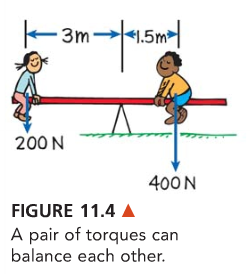 3m 1.5m
200 N
400 N
FIGURE 11.4 ▲
A pair of torques can
balance each other.